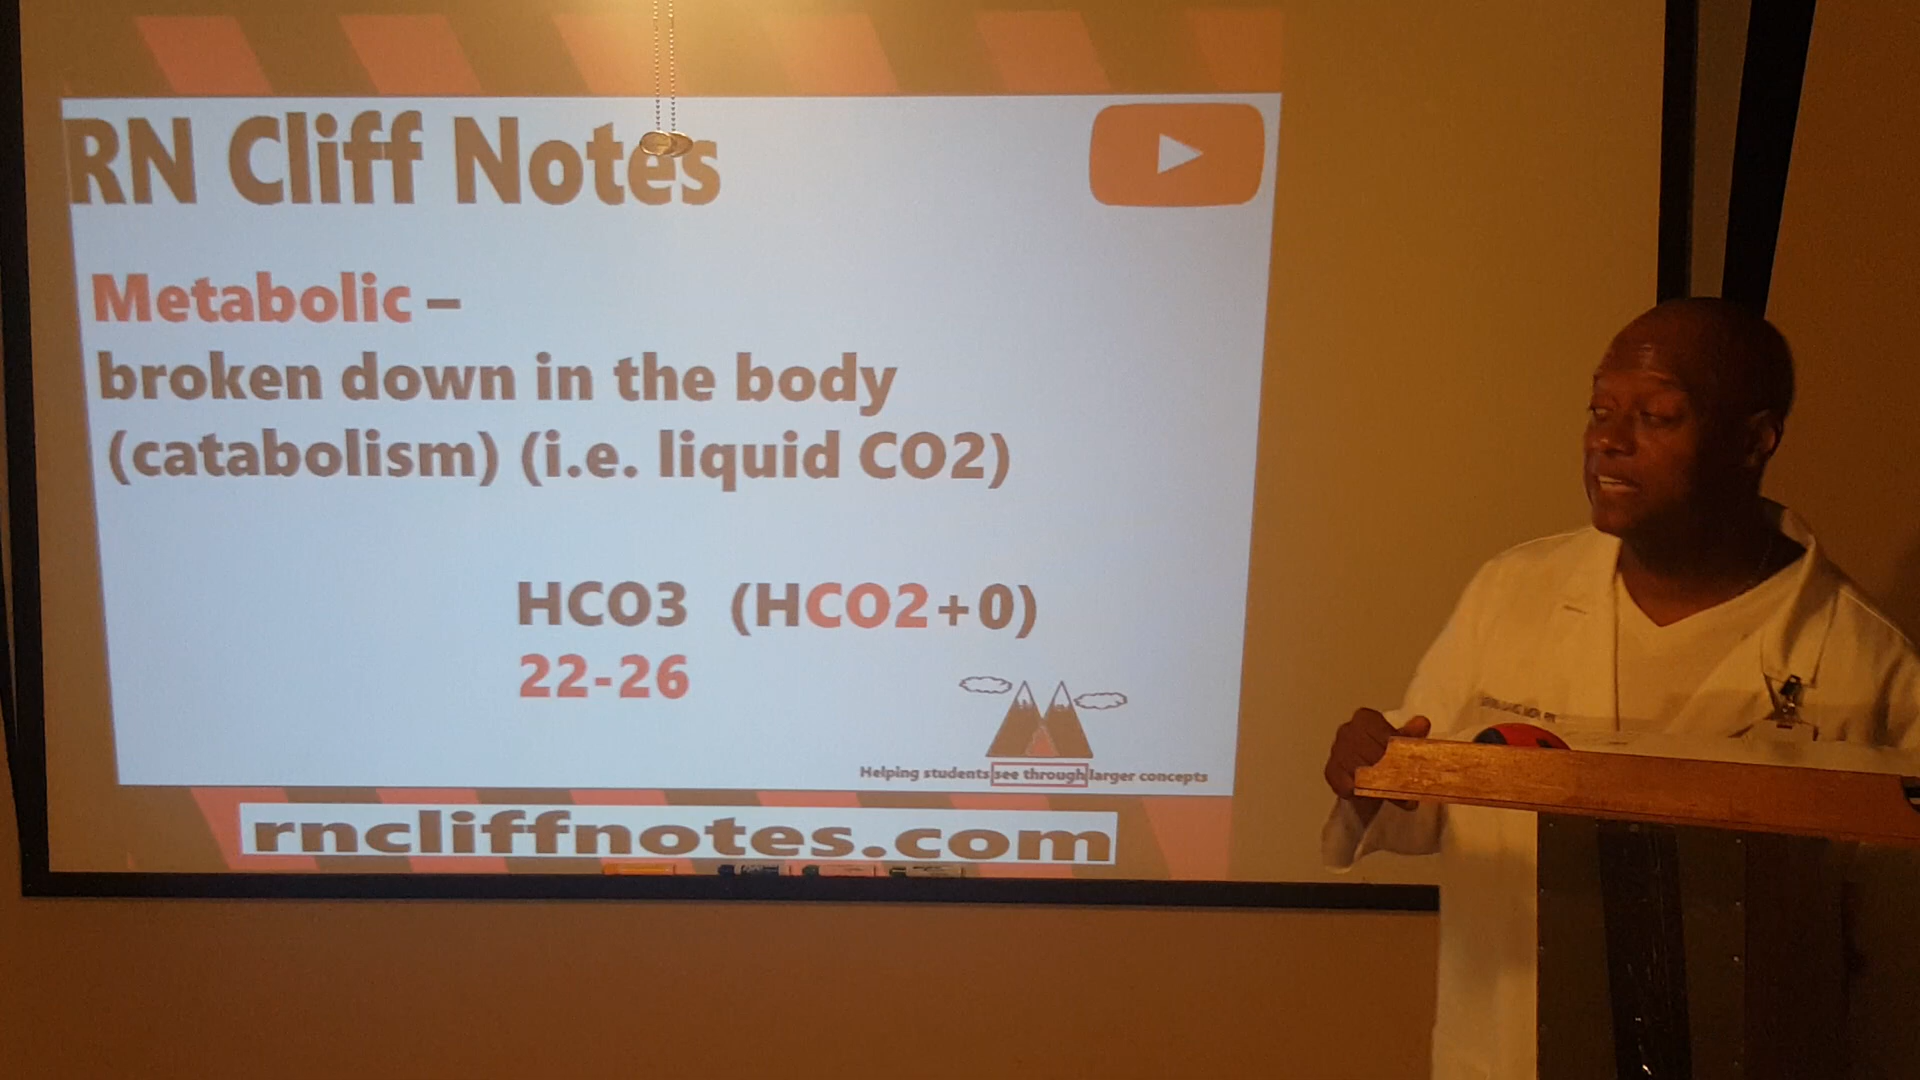 RN Cliff Notes
Metabolic –
broken down in the body
(catabolism) (i.e. liquid CO2)
HCO3 (HCO2+0)
22-26
Helping students see through larger concepts
rncliffnotes.com